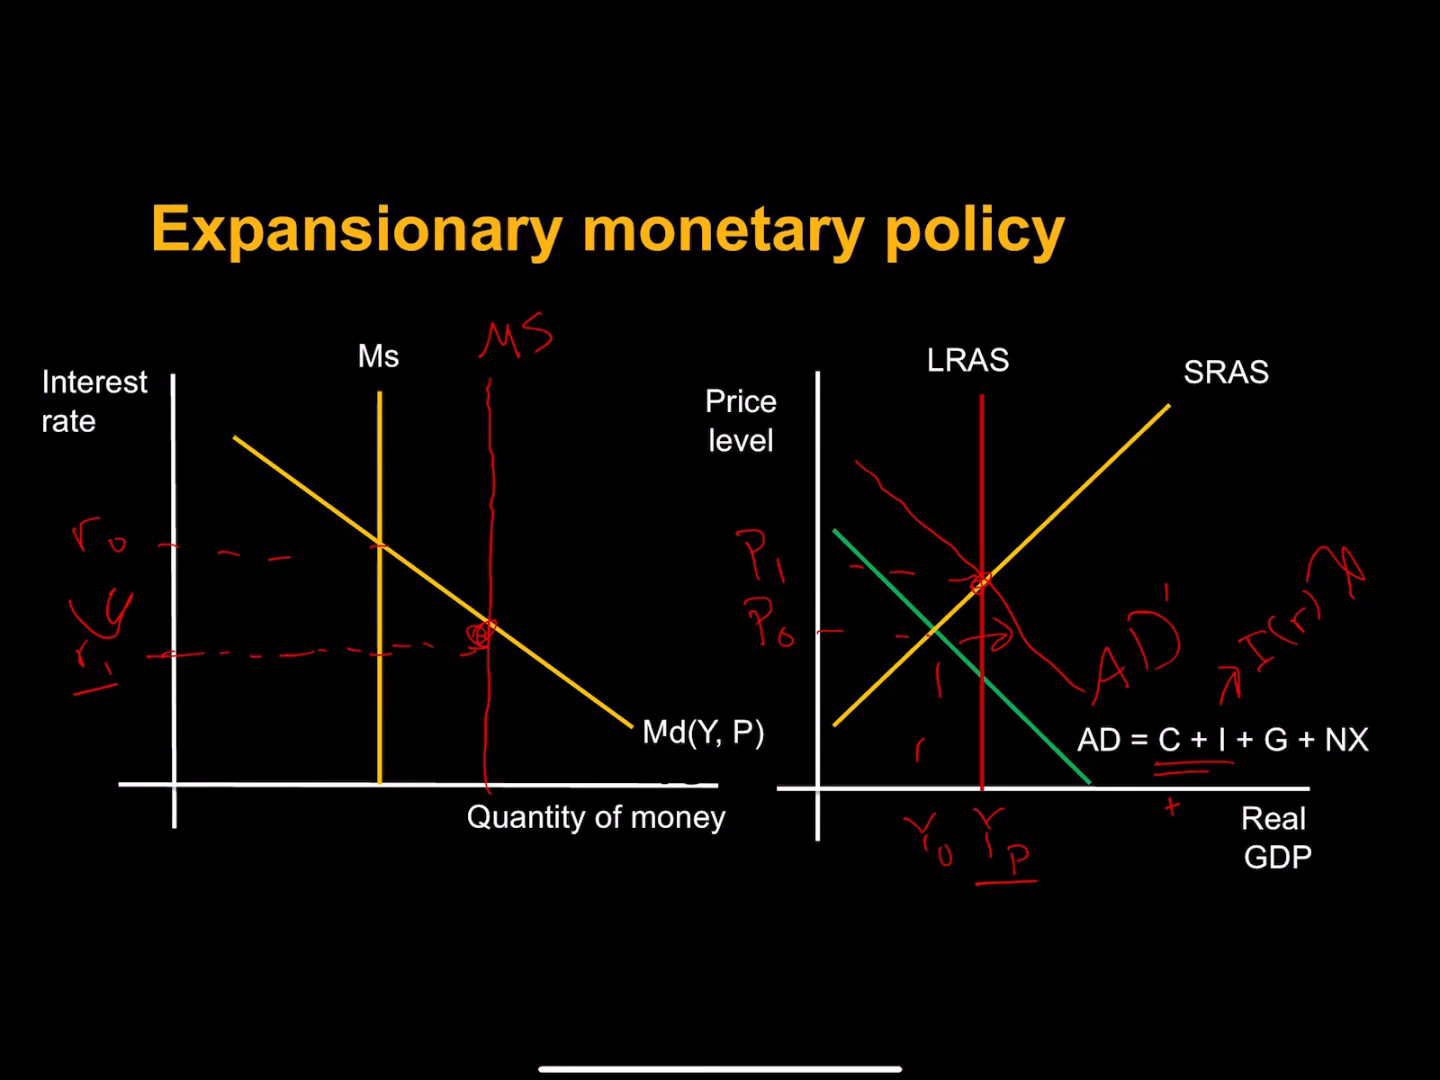 Expansionary monetary policy
MS
Ms
Interest
rate
r₀
r₁
Md(Y, P)
Quantity of money
LRAS
SRAS
Price
level
P₁
P₀
AD'
I(r)
AD = C + I + G + NX
+
Y₀ Yₚ
Real
GDP